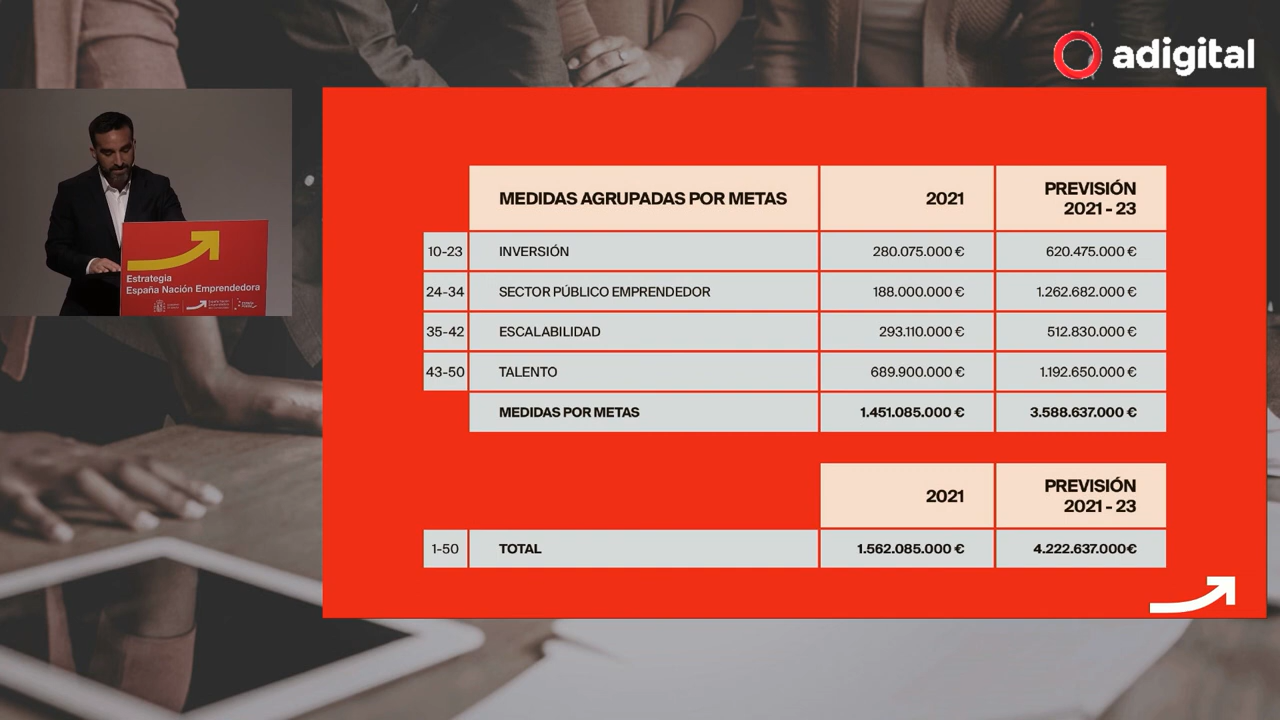 adigital
MEDIDAS AGRUPADAS POR METAS 2021 PREVISIÓN 2021 - 23
10-23 INVERSIÓN 280.075.000 € 620.475.000 €
24-34 SECTOR PÚBLICO EMPRENDEDOR 188.000.000 € 1.262.682.000 €
35-42 ESCALABILIDAD 293.110.000 € 512.830.000 €
43-50 TALENTO 689.900.000 € 1.192.650.000 €
MEDIDAS POR METAS 1.451.085.000 € 3.588.637.000 €
2021 PREVISIÓN 2021 - 23
1-50 TOTAL 1.562.085.000 € 4.222.637.000€
Estrategia
España Nación Emprendedora